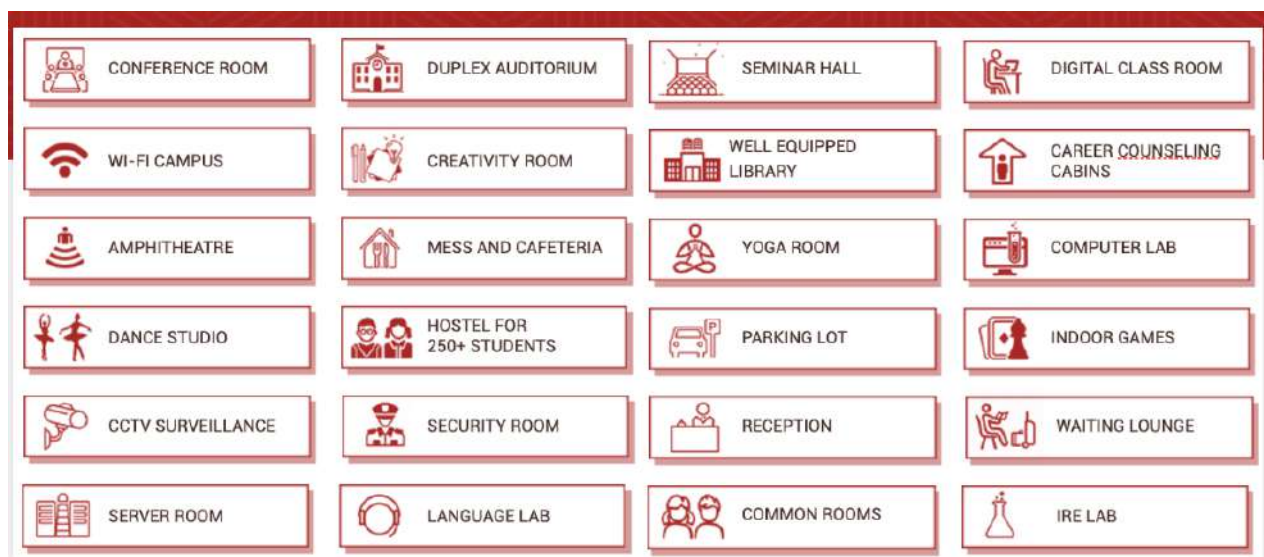 CONFERENCE ROOM
DUPLEX AUDITORIUM
SEMINAR HALL
DIGITAL CLASS ROOM
WI-FI CAMPUS
CREATIVITY ROOM
WELL EQUIPPED
LIBRARY
CAREER COUNSELING
CABINS
AMPHITHEATRE
MESS AND CAFETERIA
YOGA ROOM
COMPUTER LAB
DANCE STUDIO
HOSTEL FOR
250+ STUDENTS
P
PARKING LOT
INDOOR GAMES
CCTV SURVEILLANCE
SECURITY ROOM
RECEPTION
WAITING LOUNGE
SERVER ROOM
LANGUAGE LAB
COMMON ROOMS
IRE LAB